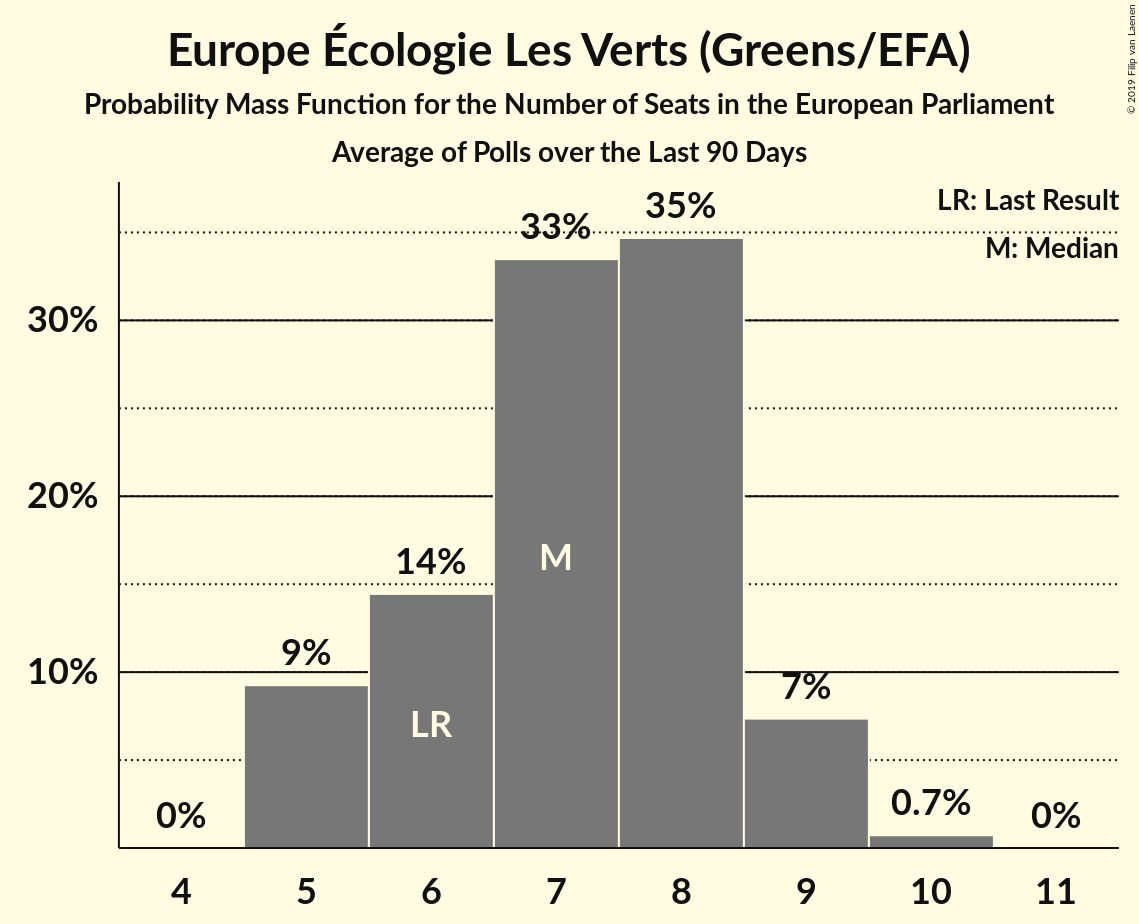 Europe Écologie Les Verts (Greens/EFA)
Probability Mass Function for the Number of Seats in the European Parliament
Average of Polls over the Last 90 Days
© 2019 Filip van Laenen
LR: Last Result
M: Median
35%
33%
30%
20%
14%
M
9%
10%
7%
LR
0%
0.7%
0%
4 5 6 7 8 9 10 11